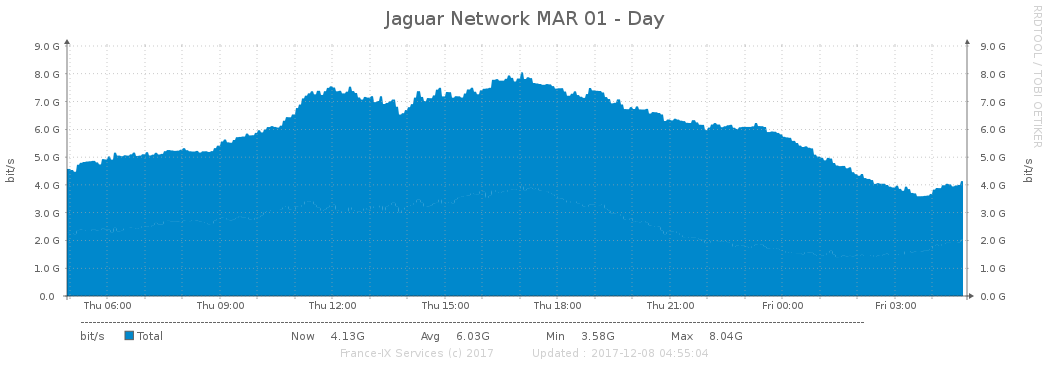 Jaguar Network MAR 01 - Day
RRDTOOL / TOBI OETIKER
bit/s
9.0 G 9.0 G
8.0 G 8.0 G
7.0 G 7.0 G
6.0 G 6.0 G
5.0 G 5.0 G
4.0 G 4.0 G
3.0 G 3.0 G
2.0 G 2.0 G
1.0 G 1.0 G
0.0 0.0 G
bit/s
Thu 06:00 Thu 09:00 Thu 12:00 Thu 15:00 Thu 18:00 Thu 21:00 Fri 00:00 Fri 03:00
bit/s Total Now 4.13G Avg 6.03G Min 3.58G Max 8.04G
France-IX Services (c) 2017 Updated : 2017-12-08 04:55:04